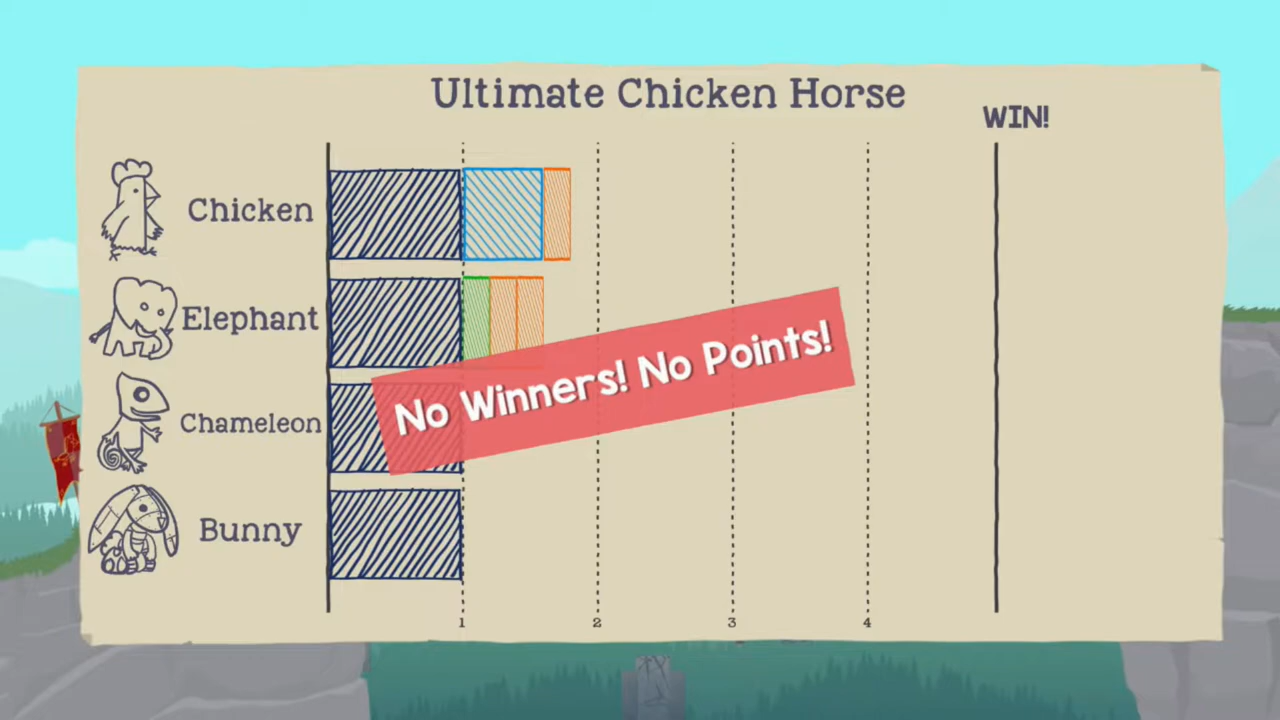 Ultimate Chicken Horse
WIN!
Chicken
Elephant
No Winners! No Points!
Chameleon
Bunny
1 2 3 4